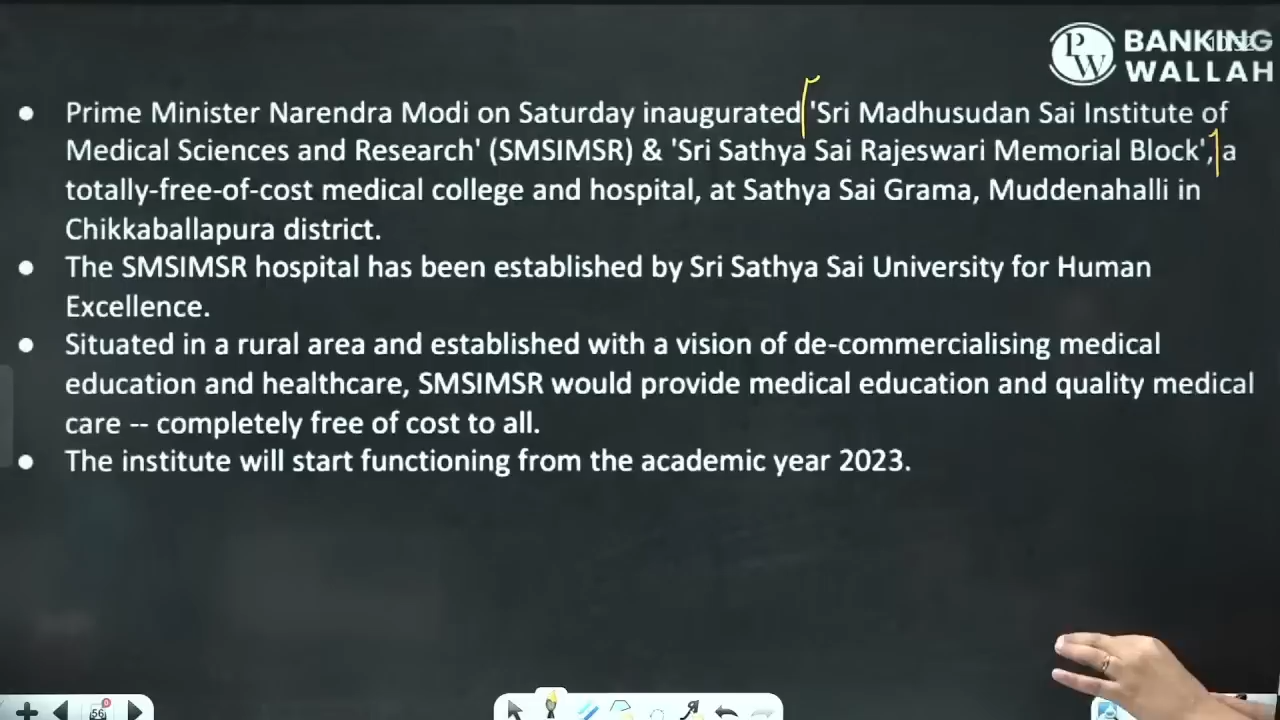 BANKING
WALLAH
PW
● Prime Minister Narendra Modi on Saturday inaugurated 'Sri Madhusudan Sai Institute of
Medical Sciences and Research' (SMSIMSR) & 'Sri Sathya Sai Rajeswari Memorial Block', a
totally-free-of-cost medical college and hospital, at Sathya Sai Grama, Muddenahalli in
Chikkaballapura district.
● The SMSIMSR hospital has been established by Sri Sathya Sai University for Human
Excellence.
● Situated in a rural area and established with a vision of de-commercialising medical
education and healthcare, SMSIMSR would provide medical education and quality medical
care -- completely free of cost to all.
● The institute will start functioning from the academic year 2023.
56